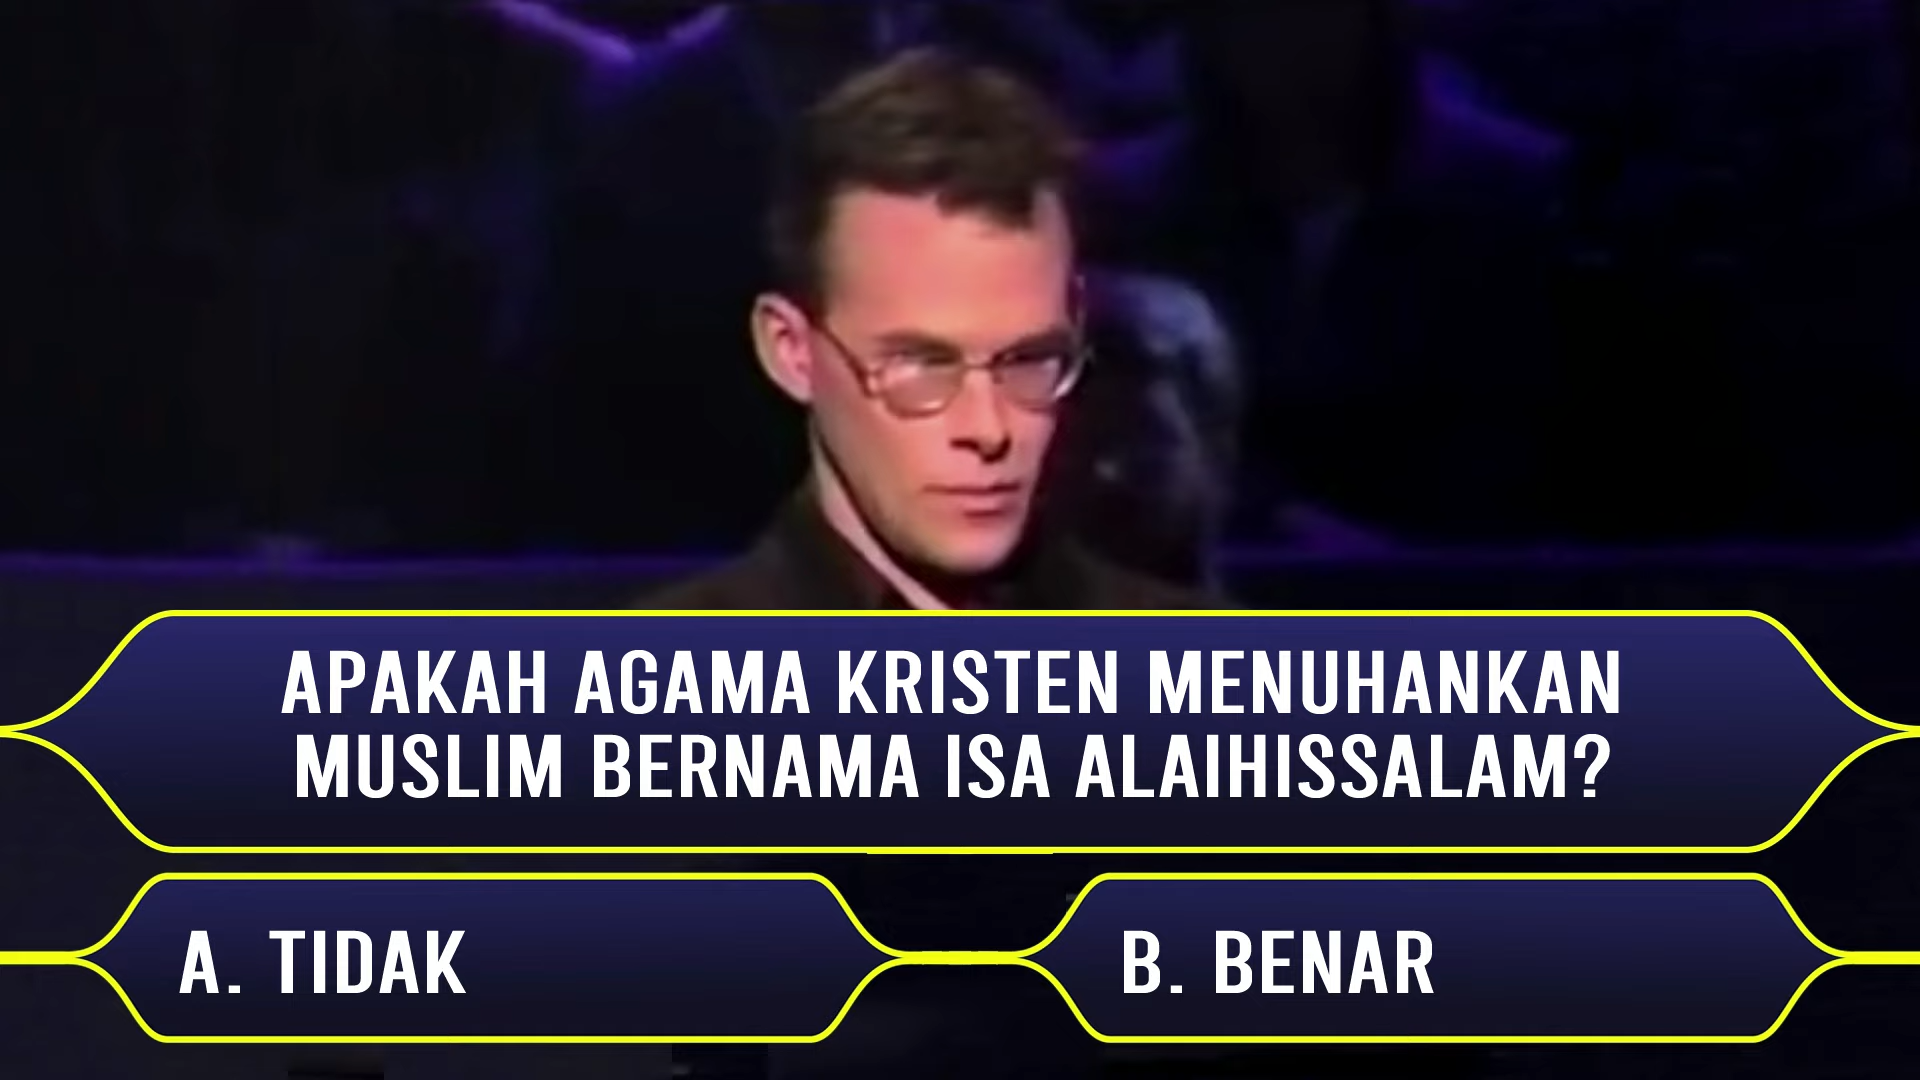 APAKAH AGAMA KRISTEN MENUHANKAN
MUSLIM BERNAMA ISA ALAIHISSALAM?
A. TIDAK
B. BENAR